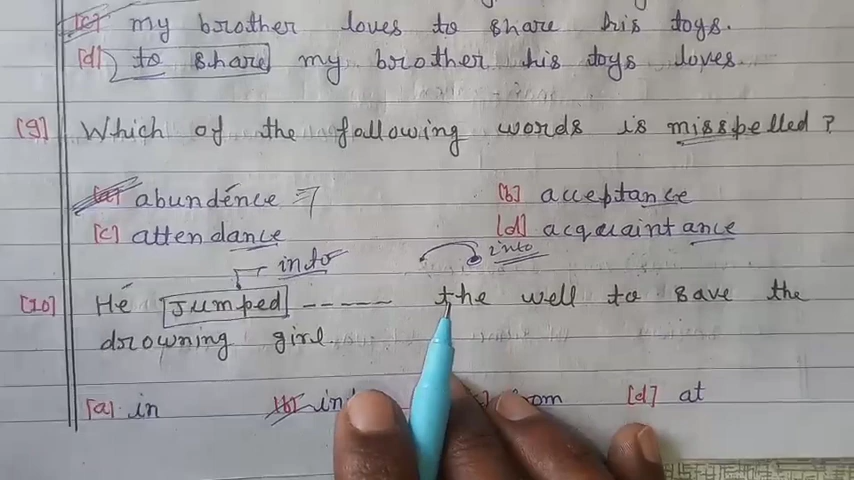 [c] my brother loves to share his toys.
[d] to share my brother his toys loves.
[9] Which of the following words is misspelled ?
[a] abundence [b] acceptance
[c] attendance [d] acquaintance
into into
[10] He Jumped ----- the well to save the
drowning girl.
[a] in [b] [d] at